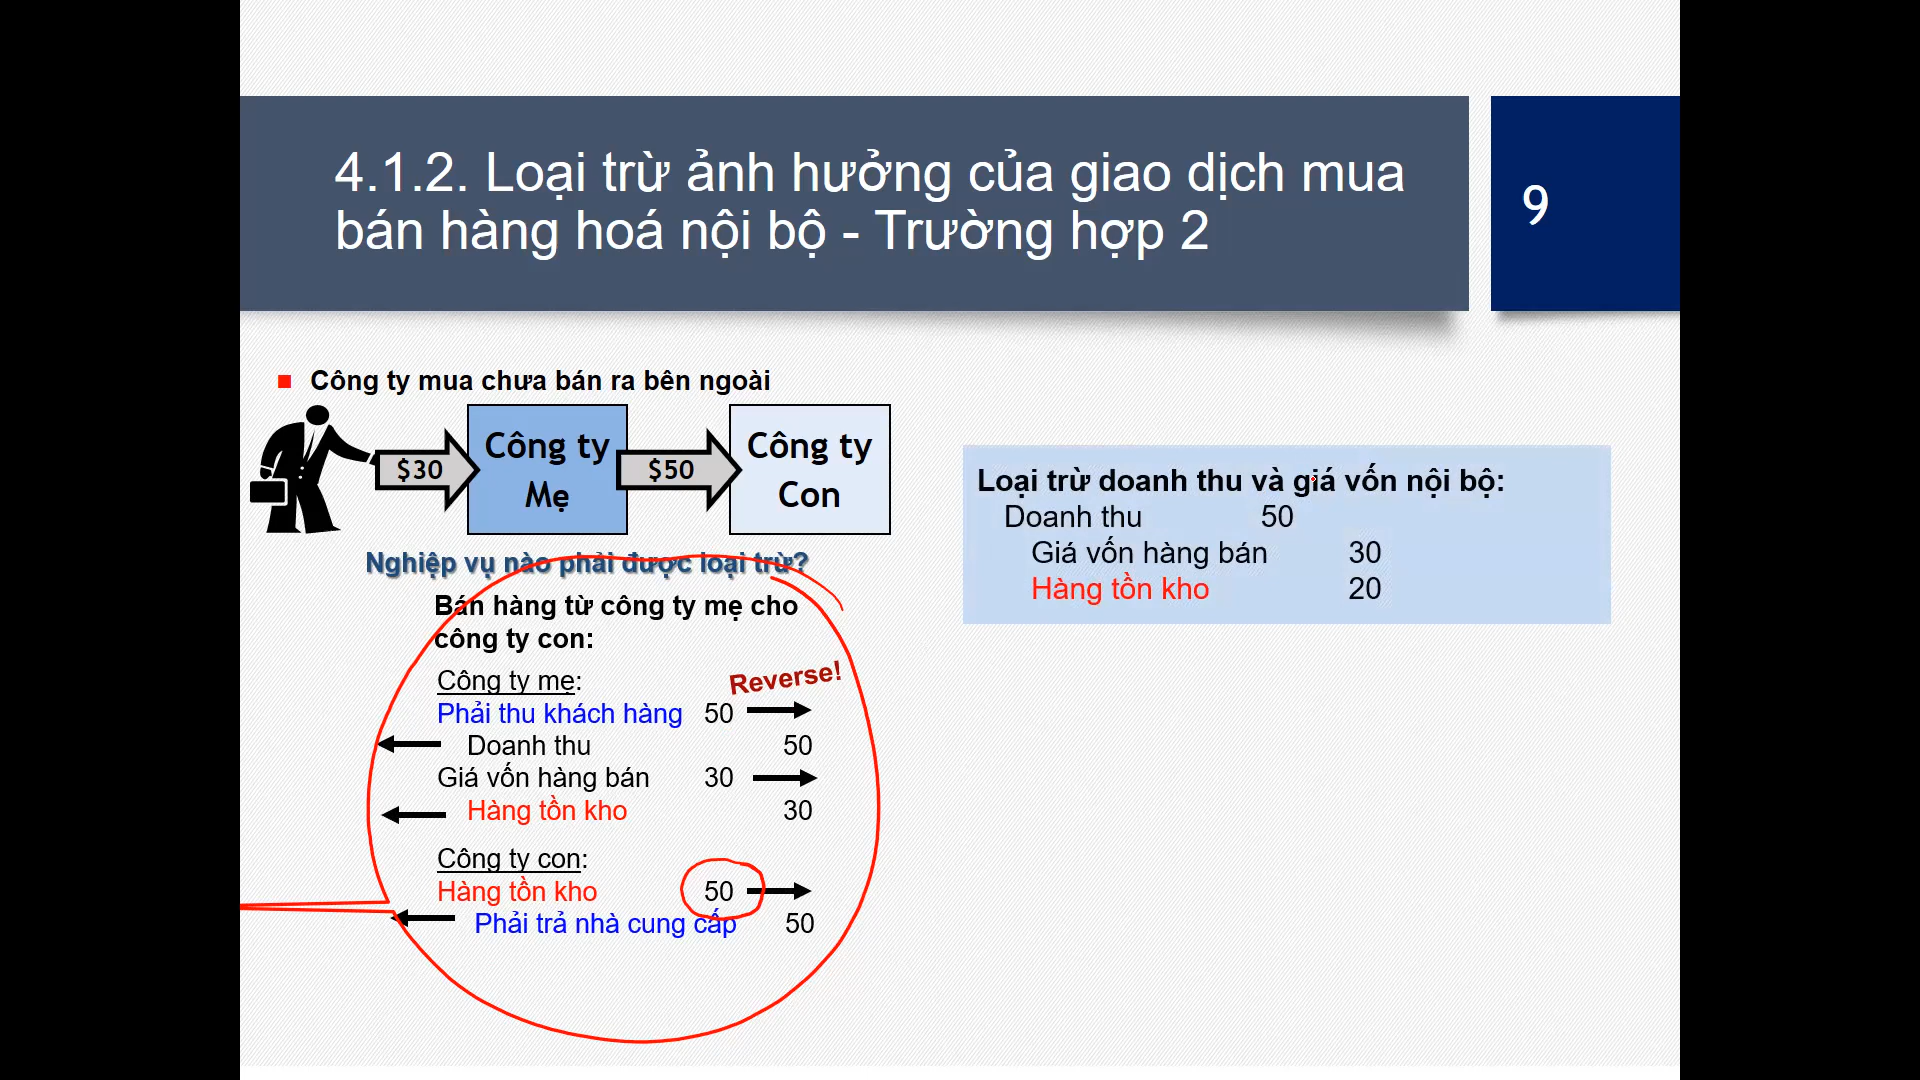 4.1.2. Loại trừ ảnh hưởng của giao dịch mua
bán hàng hoá nội bộ - Trường hợp 2
9
Công ty mua chưa bán ra bên ngoài
$30
Công ty
Mẹ
$50
Công ty
Con
Nghiệp vụ nào phải được loại trừ?
Bán hàng từ công ty mẹ cho
công ty con:
Công ty mẹ:
Reverse!
Phải thu khách hàng 50
Doanh thu 50
Giá vốn hàng bán 30
Hàng tồn kho 30
Công ty con:
Hàng tồn kho 50
Phải trả nhà cung cấp 50
Loại trừ doanh thu và giá vốn nội bộ:
Doanh thu 50
Giá vốn hàng bán 30
Hàng tồn kho 20